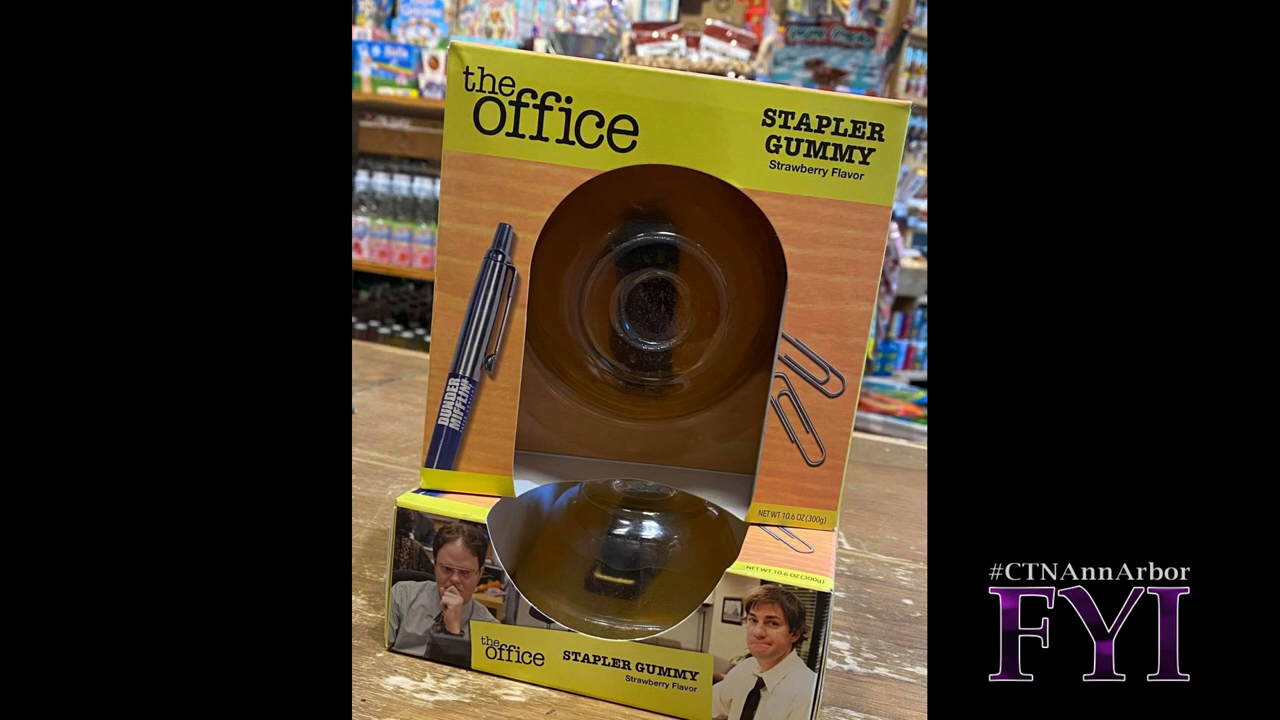 the
office
STAPLER
GUMMY
Strawberry Flavor
DUNDER
MIFFLIN
NET WT 10.6 OZ (300g)
NET WT 10.6 OZ (300g)
the
office
STAPLER GUMMY
Strawberry Flavor
#CTNAnnArbor
FYI